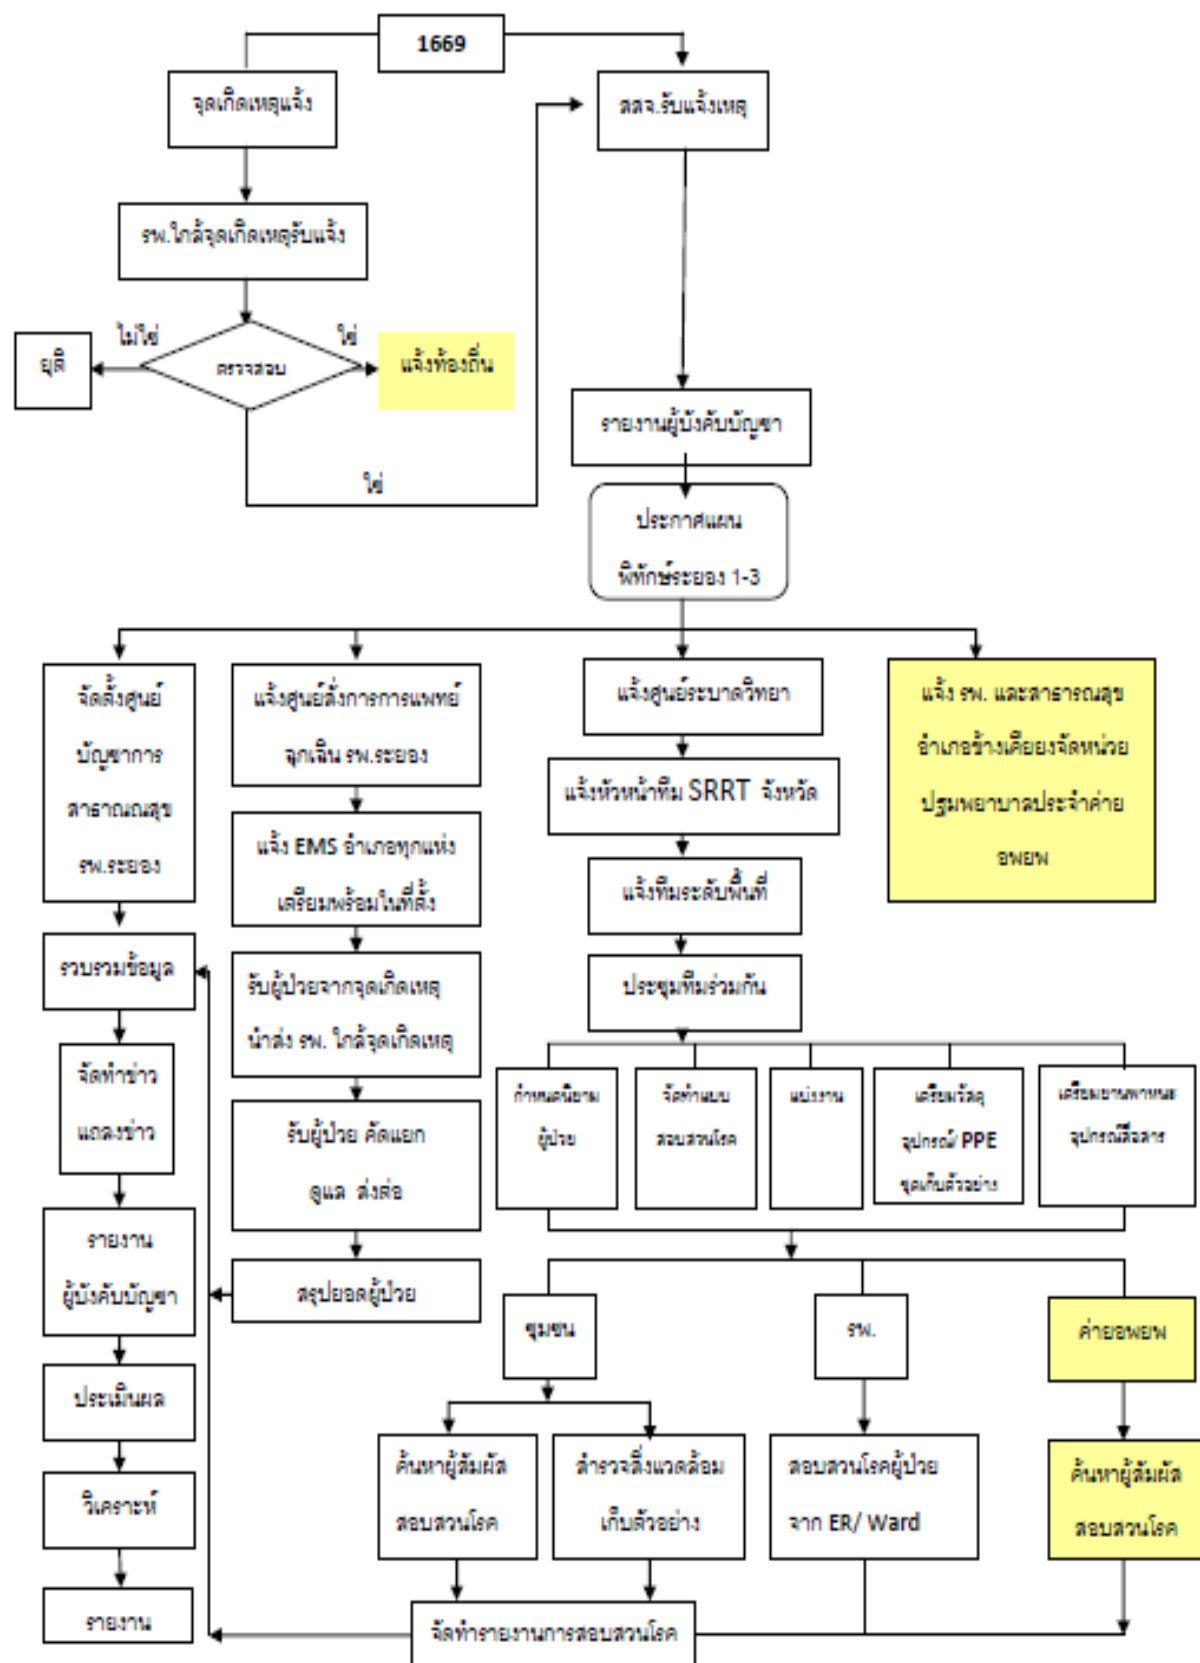 1669
จุดเกิดเหตุแจ้ง
สสจ.รับแจ้งเหตุ
รพ.ใกล้จุดเกิดเหตุรับแจ้ง
ไม่ใช่
ใช่
ยุติ
ตรวจสอบ
แจ้งท้องถิ่น
ใช่
รายงานผู้บังคับบัญชา
ประกาศแผน
พิทักษ์ระยอง 1-3
จัดตั้งศูนย์
บัญชาการ
สาธาณณสุข
รพ.ระยอง
รวบรวมข้อมูล
จัดทำข่าว
แถลงข่าว
รายงาน
ผู้บังคับบัญชา
ประเมินผล
วิเคราะห์
รายงาน
แจ้งศูนย์สั่งการการแพทย์
ฉุกเฉิน รพ.ระยอง
แจ้ง EMS อำเภอทุกแห่ง
เตรียมพร้อมในที่ตั้ง
รับผู้ป่วยจากจุดเกิดเหตุ
นำส่ง รพ. ใกล้จุดเกิดเหตุ
รับผู้ป่วย คัดแยก
ดูแล ส่งต่อ
สรุปยอดผู้ป่วย
แจ้งศูนย์ระบาดวิทยา
แจ้งหัวหน้าทีม SRRT จังหวัด
แจ้งทีมระดับพื้นที่
ประชุมทีมร่วมกัน
แจ้ง รพ. และสาธารณสุข
อำเภอข้างเคียงจัดหน่วย
ปฐมพยาบาลประจำค่าย
อพยพ
กำหนดนิยาม
ผู้ป่วย
จัดทำแบบ
สอบสวนโรค
แบ่งงาน
เตรียมวัสดุ
อุปกรณ์/ PPE
ชุดเก็บตัวอย่าง
เตรียมยานพาหนะ
อุปกรณ์สื่อสาร
ชุมชน
รพ.
ค่ายอพยพ
ค้นหาผู้สัมผัส
สอบสวนโรค
สำรวจสิ่งแวดล้อม
เก็บตัวอย่าง
สอบสวนโรคผู้ป่วย
จาก ER/ Ward
ค้นหาผู้สัมผัส
สอบสวนโรค
จัดทำรายงานการสอบสวนโรค